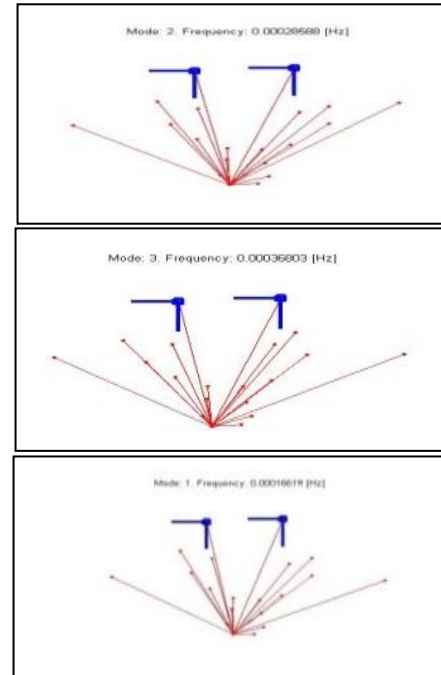 Mode: 2. Frequency: 0.00028588 [Hz]
Mode: 3. Frequency: 0.00036803 [Hz]
Mode: 1. Frequency: 0.00016619 [Hz]